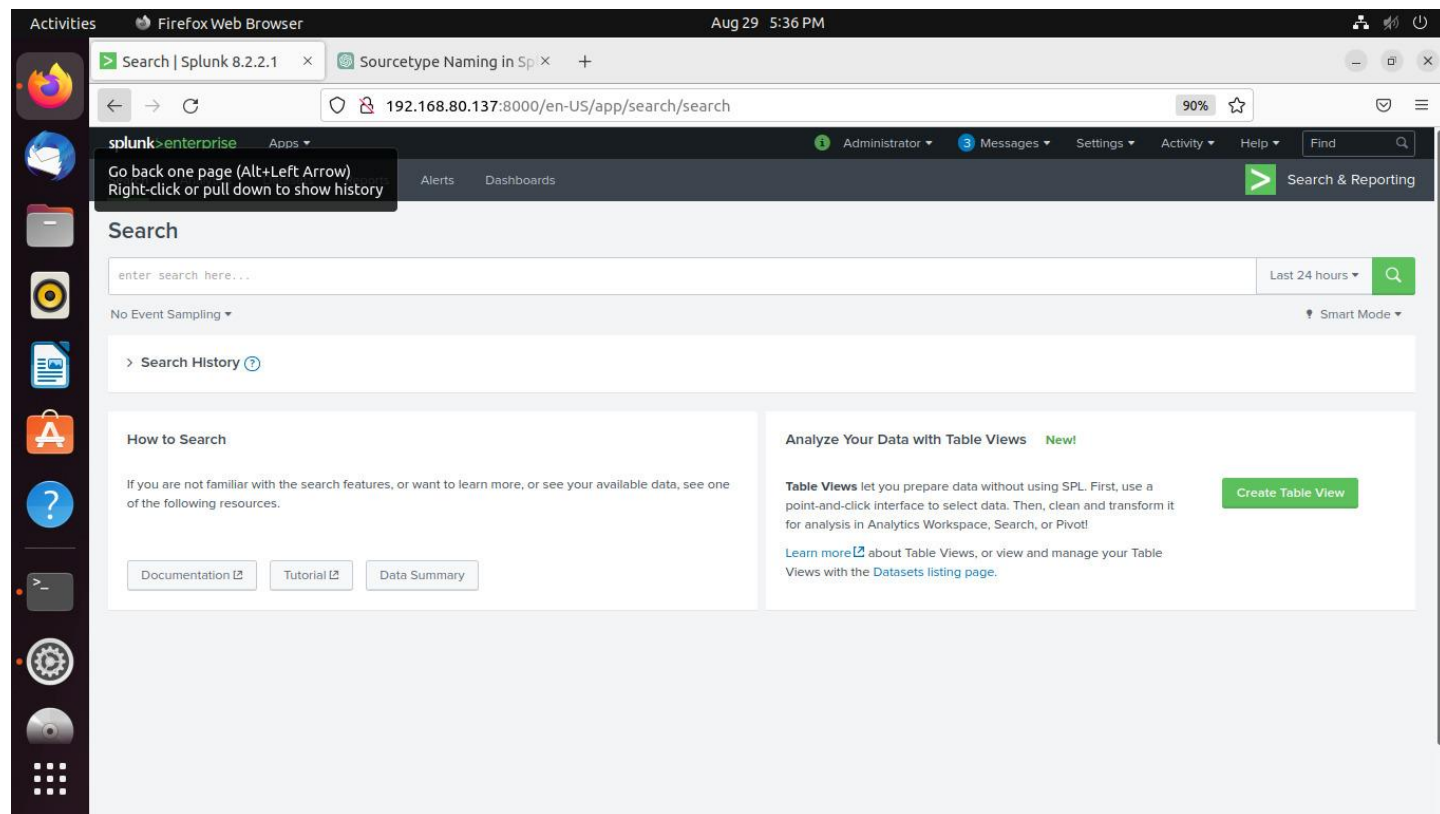 Activities Firefox Web Browser Aug 29 5:36 PM
Search | Splunk 8.2.2.1 × Sourcetype Naming in Sp × +
192.168.80.137:8000/en-US/app/search/search 90%
splunk>enterprise Apps Administrator 3 Messages Settings Activity Help Find
Go back one page (Alt+Left Arrow)
Right-click or pull down to show history
Alerts Dashboards Search & Reporting
Search
enter search here... Last 24 hours
No Event Sampling Smart Mode
> Search History ?
How to Search
If you are not familiar with the search features, or want to learn more, or see your available data, see one
of the following resources.
Documentation Tutorial Data Summary
Analyze Your Data with Table Views New!
Table Views let you prepare data without using SPL. First, use a
point-and-click interface to select data. Then, clean and transform it
for analysis in Analytics Workspace, Search, or Pivot!
Create Table View
Learn more about Table Views, or view and manage your Table
Views with the Datasets listing page.